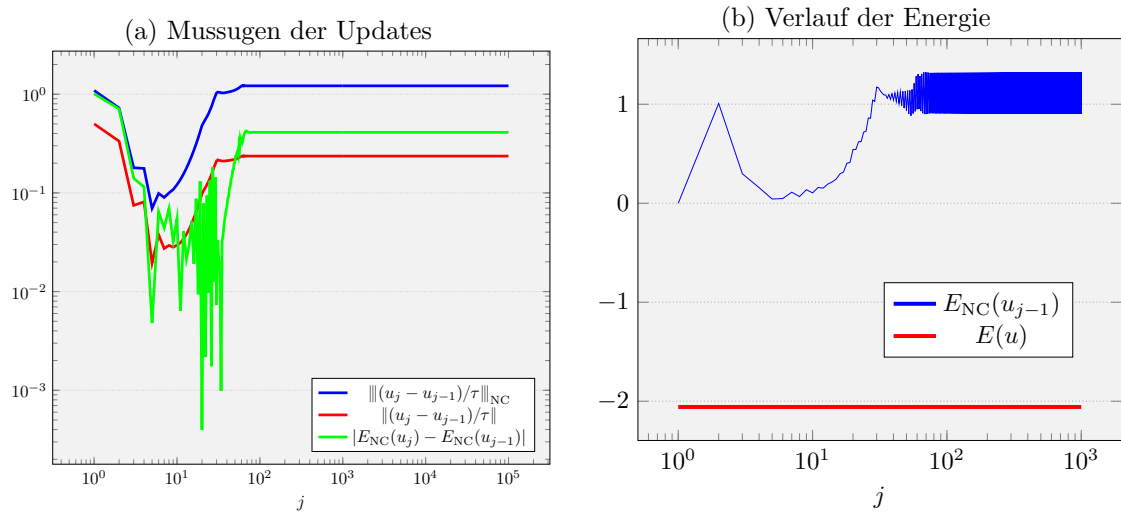 (a) Mussugen der Updates
10^0
10^{-1}
10^{-2}
10^{-3}
10^0 10^1 10^2 10^3 10^4 10^5
j
⦀(u_j − u_{j−1})/τ⦀_NC
‖(u_j − u_{j−1})/τ‖
|E_NC(u_j) − E_NC(u_{j−1})|
(b) Verlauf der Energie
1
0
−1
−2
10^0 10^1 10^2 10^3
j
E_NC(u_{j−1})
E(u)